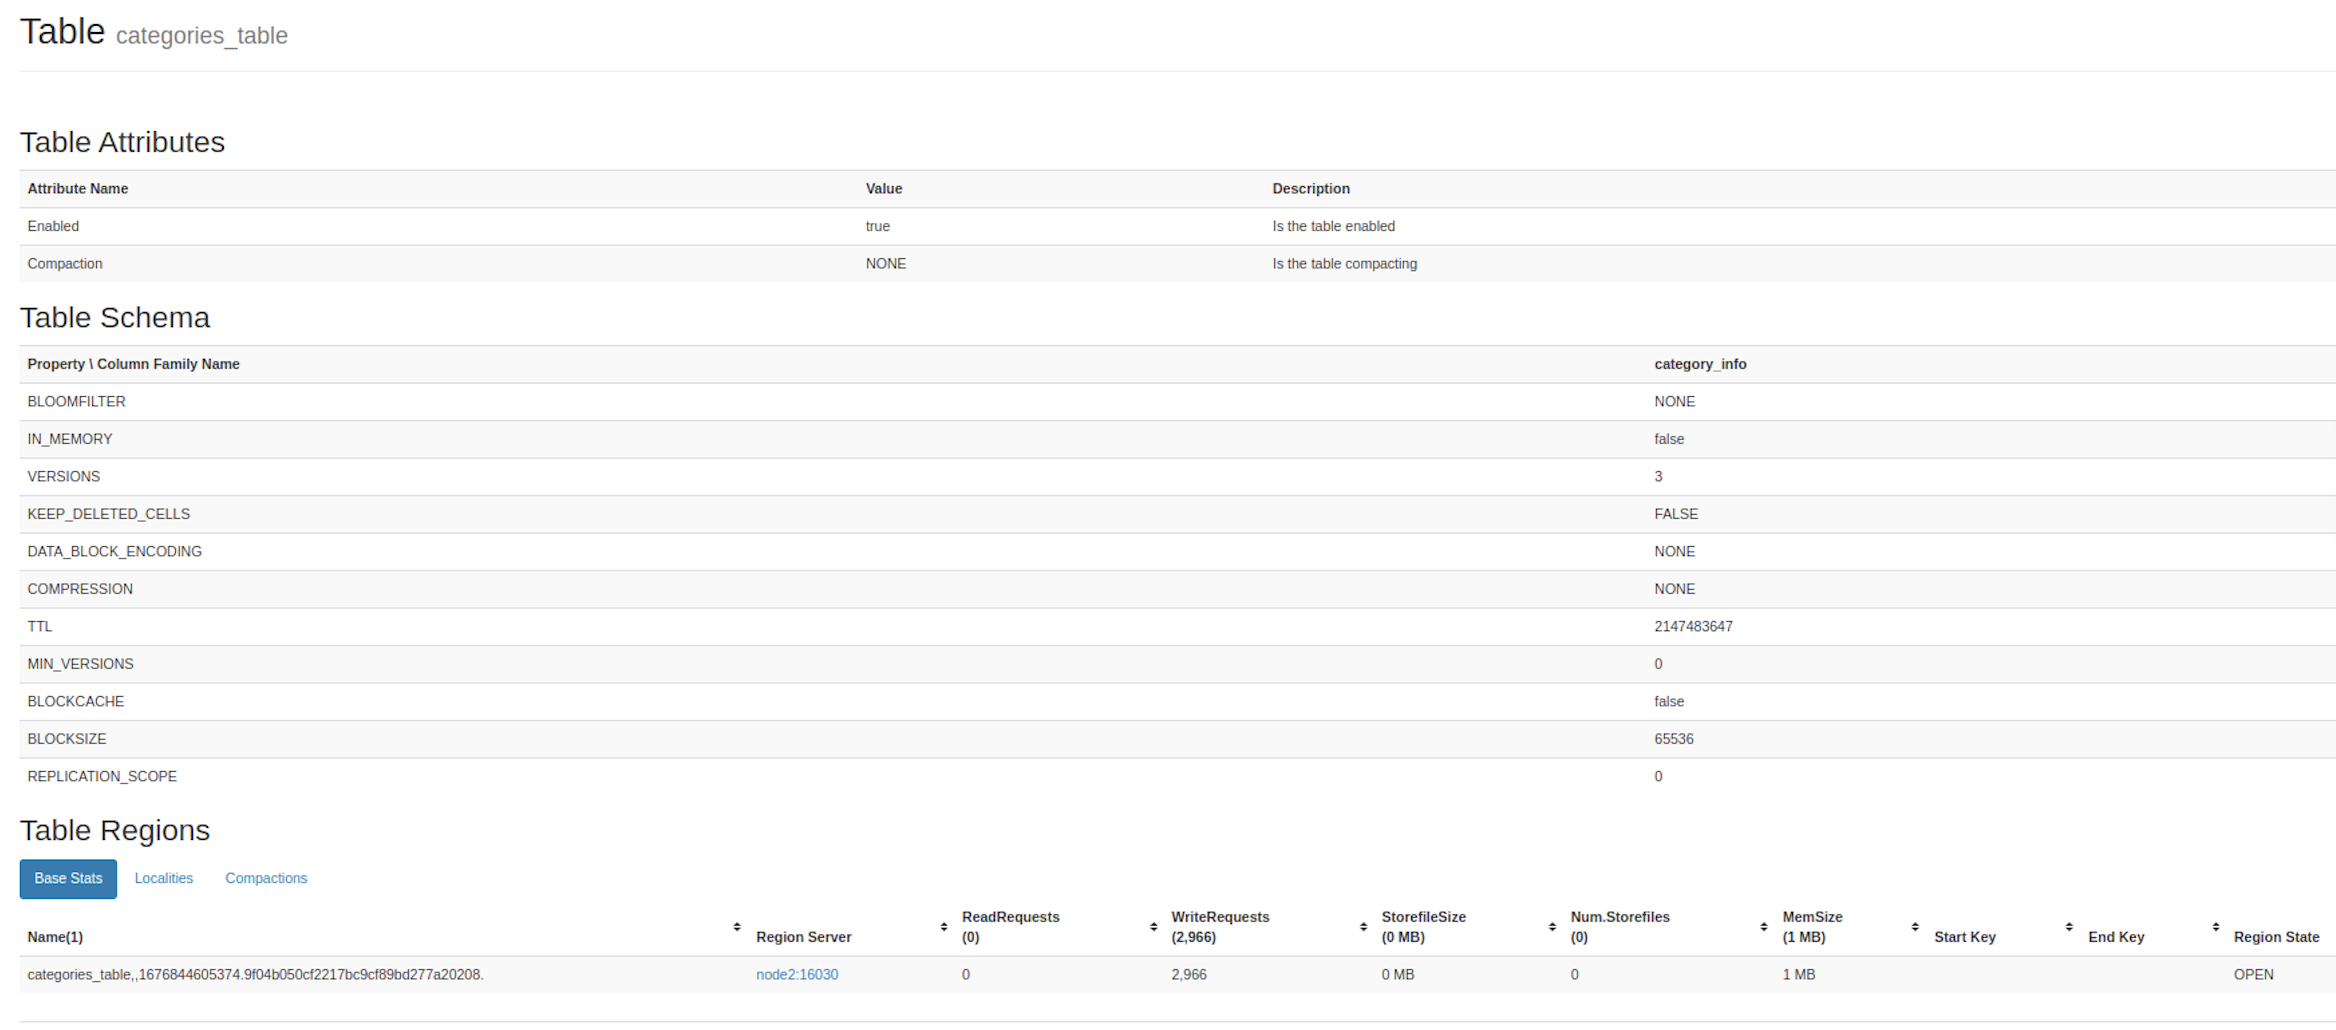 Table categories_table
Table Attributes
Attribute Name Value Description
Enabled true Is the table enabled
Compaction NONE Is the table compacting
Table Schema
Property \ Column Family Name category_info
BLOOMFILTER NONE
IN_MEMORY false
VERSIONS 3
KEEP_DELETED_CELLS FALSE
DATA_BLOCK_ENCODING NONE
COMPRESSION NONE
TTL 2147483647
MIN_VERSIONS 0
BLOCKCACHE false
BLOCKSIZE 65536
REPLICATION_SCOPE 0
Table Regions
Base Stats Localities Compactions
ReadRequests WriteRequests StorefileSize Num.Storefiles MemSize
Name(1) Region Server (0) (2,966) (0 MB) (0) (1 MB) Start Key End Key Region State
categories_table,,1676844605374.9f04b050cf2217bc9cf89bd277a20208. node2:16030 0 2,966 0 MB 0 1 MB OPEN